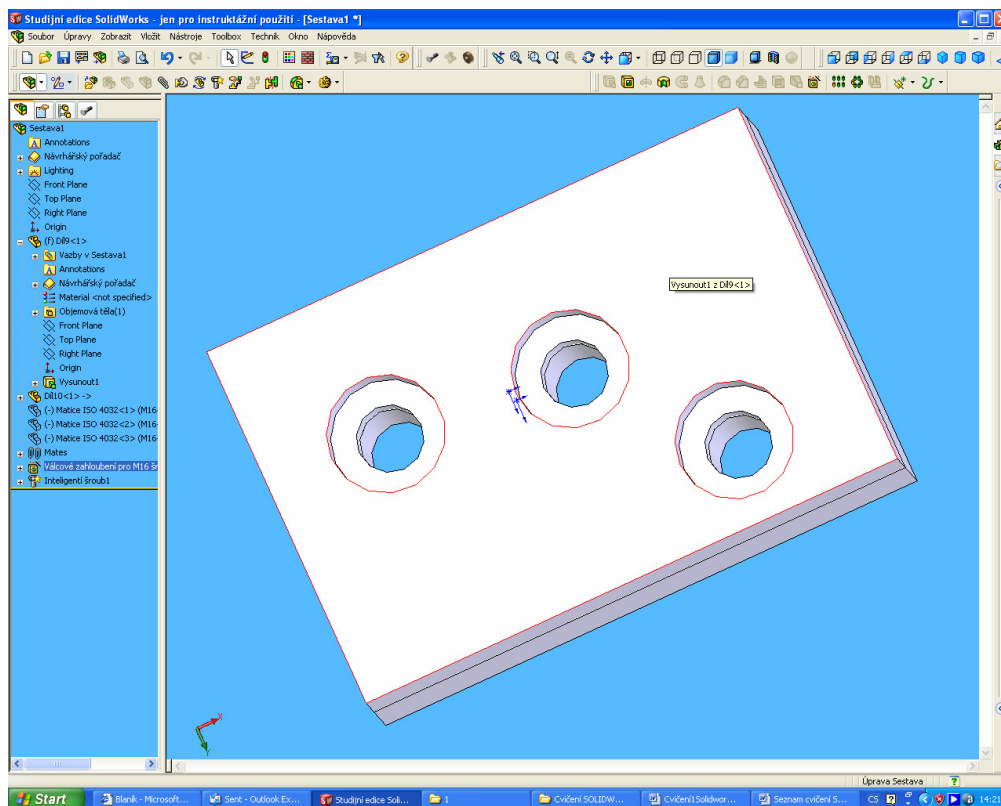 Studijní edice SolidWorks - jen pro instruktážní použití - [Sestava1 *]
Soubor Úpravy Zobrazit Vložit Nástroje Toolbox Technik Okno Nápověda
Sestava1
Annotations
Návrhářský pořadač
Lighting
Front Plane
Top Plane
Right Plane
Origin
(f) Díl9<1>
Vazby v Sestava1
Annotations
Návrhářský pořadač
Material <not specified>
Objemová těla(1)
Front Plane
Top Plane
Right Plane
Origin
Vysunout1
Díl10<1> ->
(-) Matice ISO 4032<1> (M16-
(-) Matice ISO 4032<2> (M16-
(-) Matice ISO 4032<3> (M16-
Mates
Válcové zahloubení pro M16 šr
Inteligentí šroub1
Vysunout1 z Díl9<1>
X
Y
Úprava Sestava
Start
Blaník - Microsoft...
Sent - Outlook Ex...
Studijní edice Soli...
1
Cvičení SOLIDW...
Cvičení1Solidwor...
Seznam cvičení S...
CS
14:21